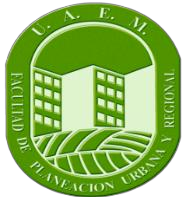 U. A. E. M.
FACULTAD DE PLANEACION URBANA Y REGIONAL